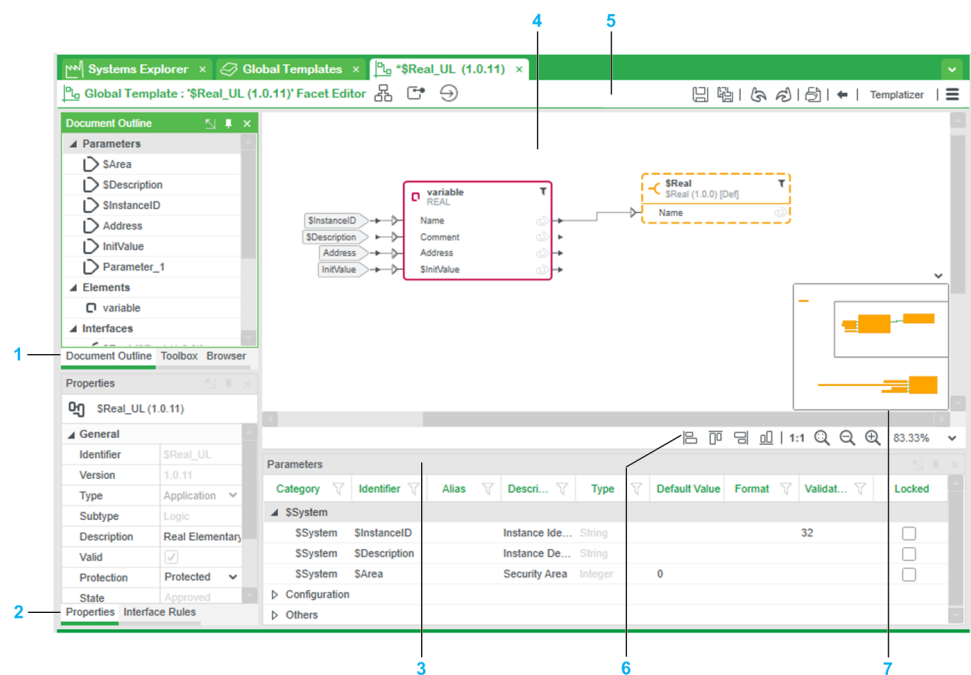 4
5
Systems Explorer ×
Global Templates ×
*$Real_UL (1.0.11) ×
Global Template : '$Real_UL (1.0.11)' Facet Editor
Templatizer
Document Outline
Parameters
$Area
$Description
$InstanceID
Address
InitValue
Parameter_1
Elements
variable
Interfaces
1
Document Outline Toolbox Browser
variable
REAL
Name
Comment
Address
$InitValue
$InstanceID
$Description
Address
InitValue
$Real
$Real (1.0.0) [Def]
Name
Properties
$Real_UL (1.0.11)
General
Identifier $Real_UL
Version 1.0.11
Type Application
Subtype Logic
Description Real Elementary
Valid
Protection Protected
State Approved
2
Properties Interface Rules
1:1
83.33%
Parameters
Category Identifier Alias Descri... Type Default Value Format Validat... Locked
$System
$System $InstanceID Instance Ide... String 32
$System $Description Instance De... String
$System $Area Security Area Integer 0
Configuration
Others
3
6
7